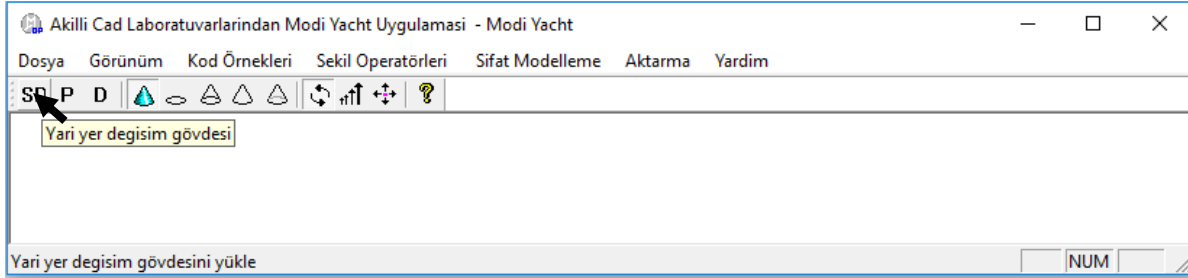 Akilli Cad Laboratuvarlarindan Modi Yacht Uygulamasi - Modi Yacht
Dosya Görünüm Kod Örnekleri Sekil Operatörleri Sifat Modelleme Aktarma Yardim
SD P D ?
Yari yer degisim gövdesi
Yari yer degisim gövdesini yükle NUM